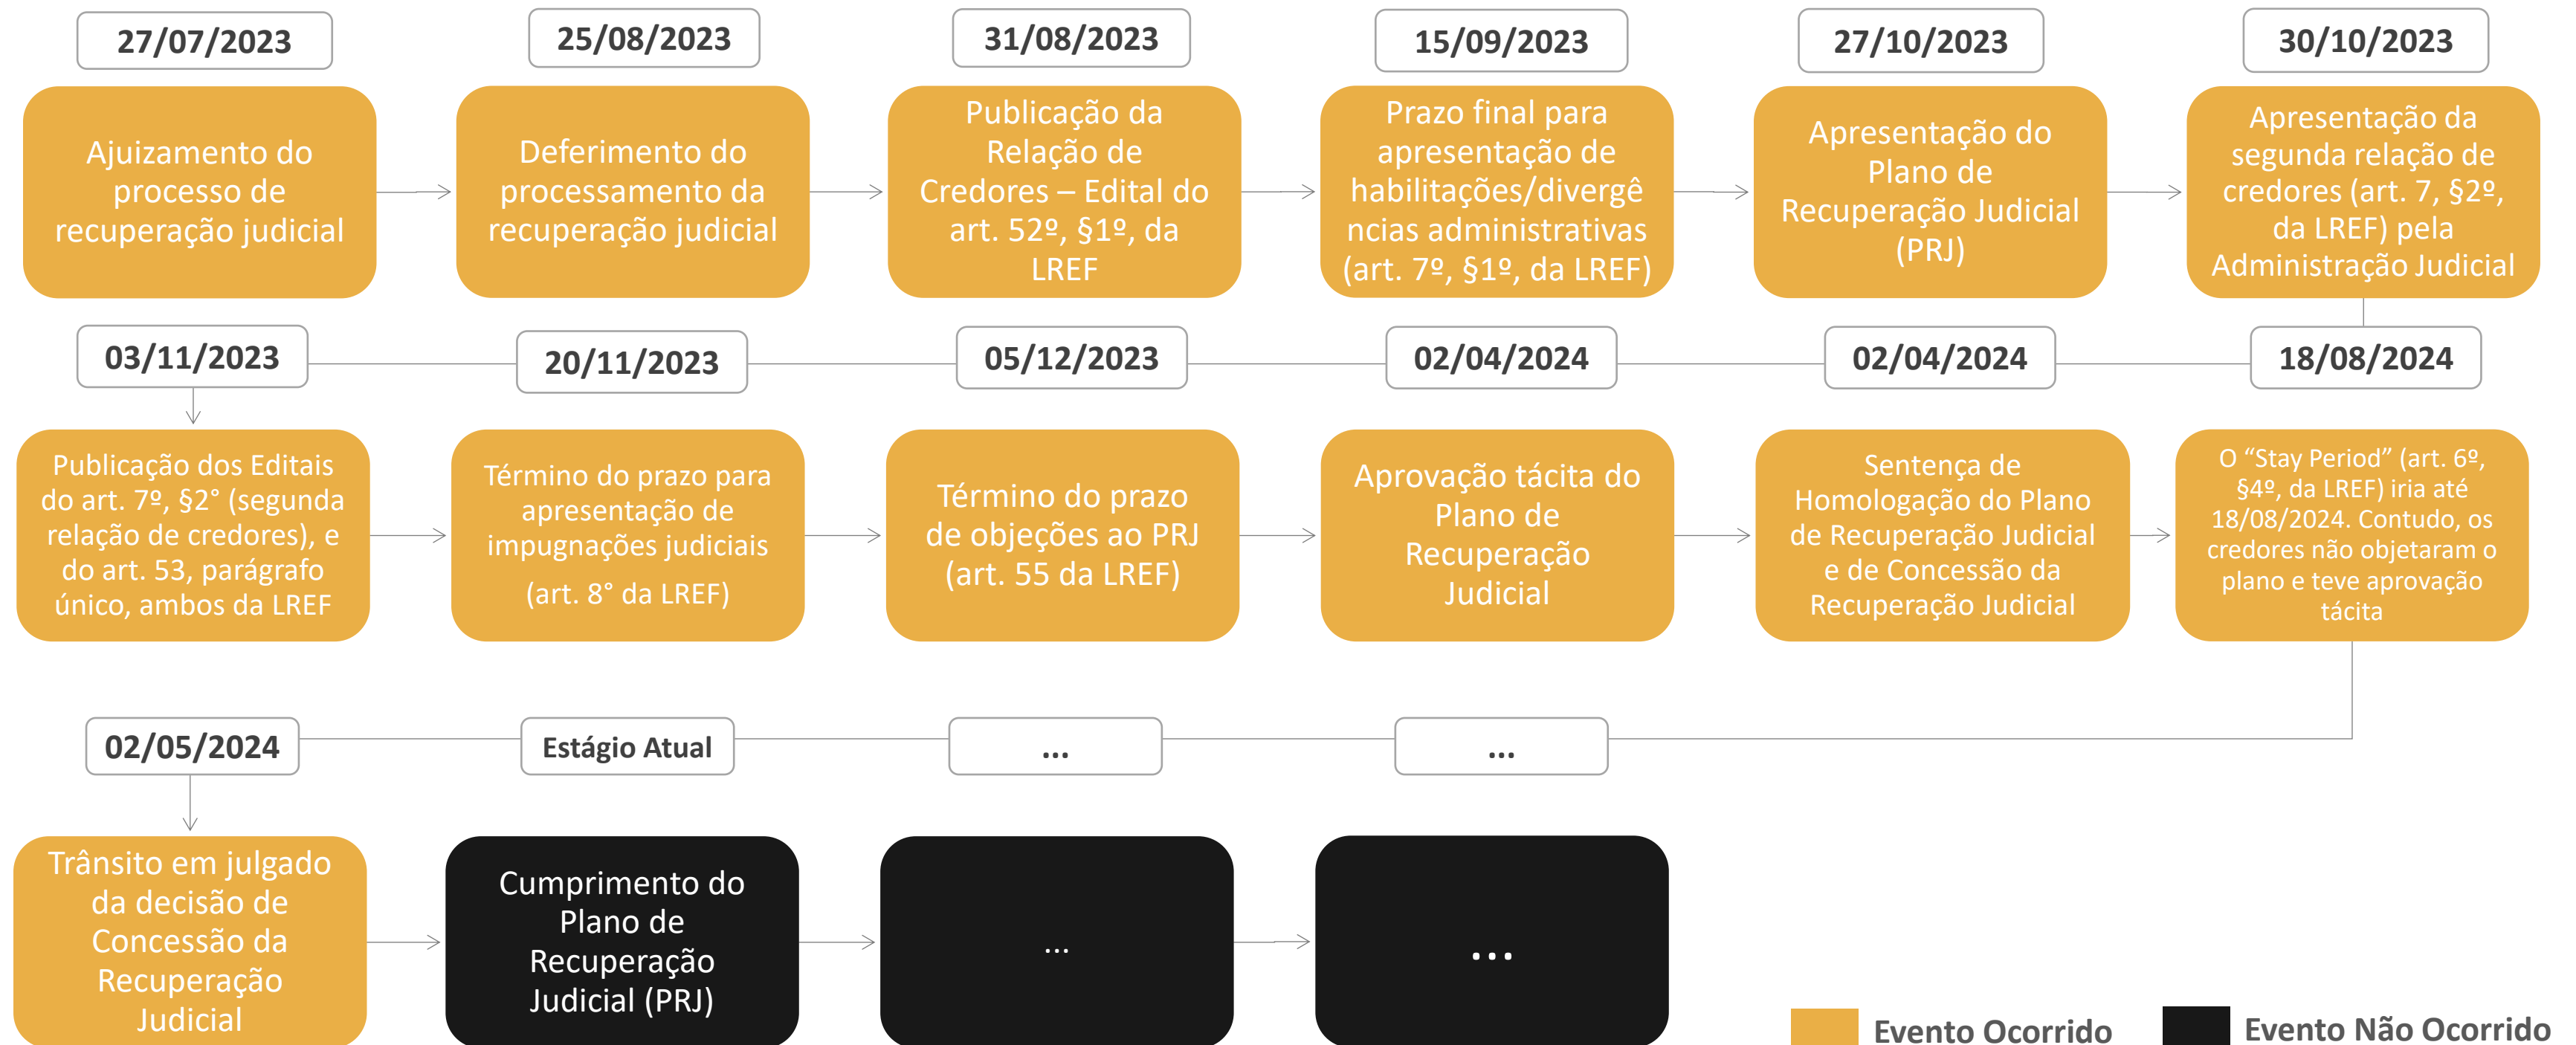 27/07/2023
25/08/2023
31/08/2023
15/09/2023
27/10/2023
30/10/2023
Ajuizamento do
processo de
recuperação judicial
Deferimento do
processamento da
recuperação judicial
Publicação da
Relação de
Credores – Edital do
art. 52º, §1º, da
LREF
Prazo final para
apresentação de
habilitações/divergê
ncias administrativas
(art. 7º, §1º, da LREF)
Apresentação do
Plano de
Recuperação Judicial
(PRJ)
Apresentação da
segunda relação de
credores (art. 7, §2º,
da LREF) pela
Administração Judicial
03/11/2023
20/11/2023
05/12/2023
02/04/2024
02/04/2024
18/08/2024
Publicação dos Editais
do art. 7º, §2° (segunda
relação de credores), e
do art. 53, parágrafo
único, ambos da LREF
Término do prazo para
apresentação de
impugnações judiciais
(art. 8° da LREF)
Término do prazo
de objeções ao PRJ
(art. 55 da LREF)
Aprovação tácita do
Plano de
Recuperação
Judicial
Sentença de
Homologação do Plano
de Recuperação Judicial
e de Concessão da
Recuperação Judicial
O “Stay Period” (art. 6º,
§4º, da LREF) iria até
18/08/2024. Contudo, os
credores não objetaram o
plano e teve aprovação
tácita
02/05/2024
Estágio Atual
...
...
Trânsito em julgado
da decisão de
Concessão da
Recuperação
Judicial
Cumprimento do
Plano de
Recuperação
Judicial (PRJ)
...
...
Evento Ocorrido
Evento Não Ocorrido